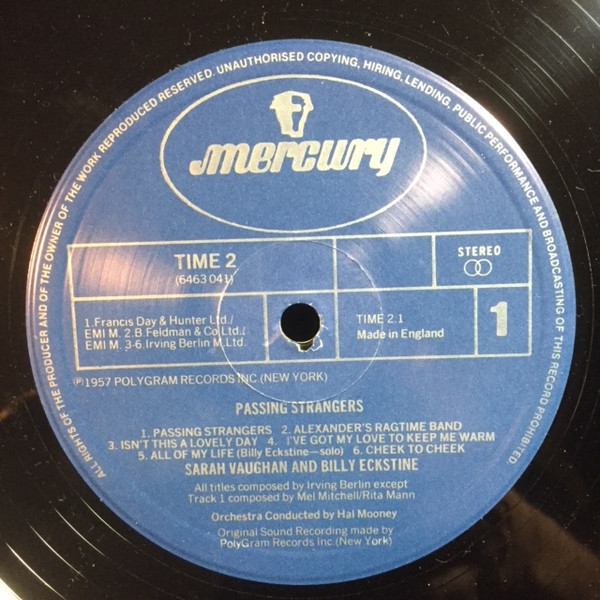 ALL RIGHTS OF THE PRODUCER AND OF THE OWNER OF THE WORK REPRODUCED RESERVED. UNAUTHORISED COPYING, HIRING, LENDING, PUBLIC PERFORMANCE AND BROADCASTING OF THIS RECORD PROHIBITED.
mercury
TIME 2
(6463 041)
STEREO
1.Francis Day & Hunter Ltd./
EMI M. 2.B. Feldman & Co Ltd./
EMI M. 3-6. Irving Berlin M. Ltd.
TIME 2.1
Made in England
1
℗1957 POLYGRAM RECORDS INC (NEW YORK)
PASSING STRANGERS
1. PASSING STRANGERS 2. ALEXANDER'S RAGTIME BAND
3. ISN'T THIS A LOVELY DAY 4. I'VE GOT MY LOVE TO KEEP ME WARM
5. ALL OF MY LIFE (Billy Eckstine—solo) 6. CHEEK TO CHEEK
SARAH VAUGHAN AND BILLY ECKSTINE
All titles composed by Irving Berlin except
Track 1 composed by Mel Mitchell/Rita Mann
Orchestra Conducted by Hal Mooney
Original Sound Recording made by
PolyGram Records Inc. (New York)